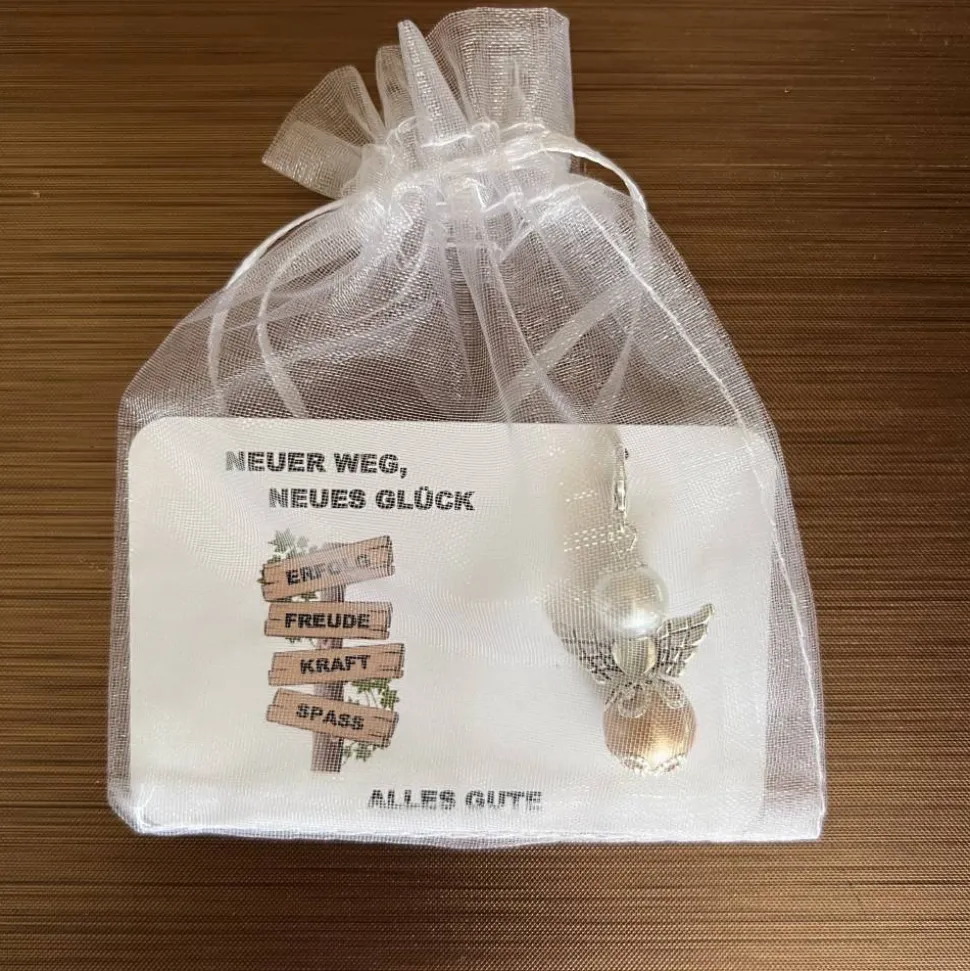 NEUER WEG,
NEUES GLÜCK
ERFOLG
FREUDE
KRAFT
SPASS
ALLES GUTE